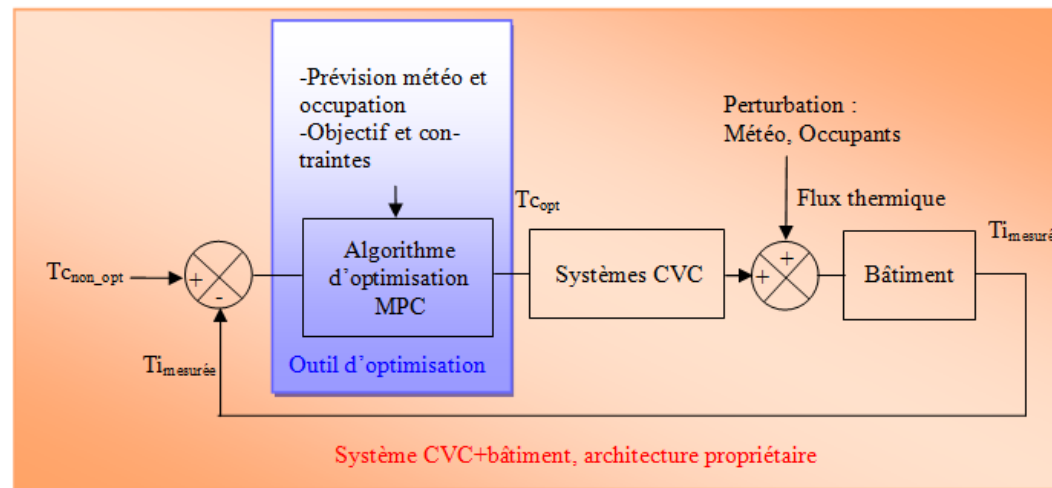 -Prévision météo et
occupation
-Objectif et con-
traintes
Perturbation :
Météo, Occupants
Flux thermique
Tc_opt
Ti_mesuré
Tc_non_opt
+
-
Algorithme
d'optimisation
MPC
Systèmes CVC
+
+
Bâtiment
Ti_mesurée
Outil d'optimisation
Système CVC+bâtiment, architecture propriétaire